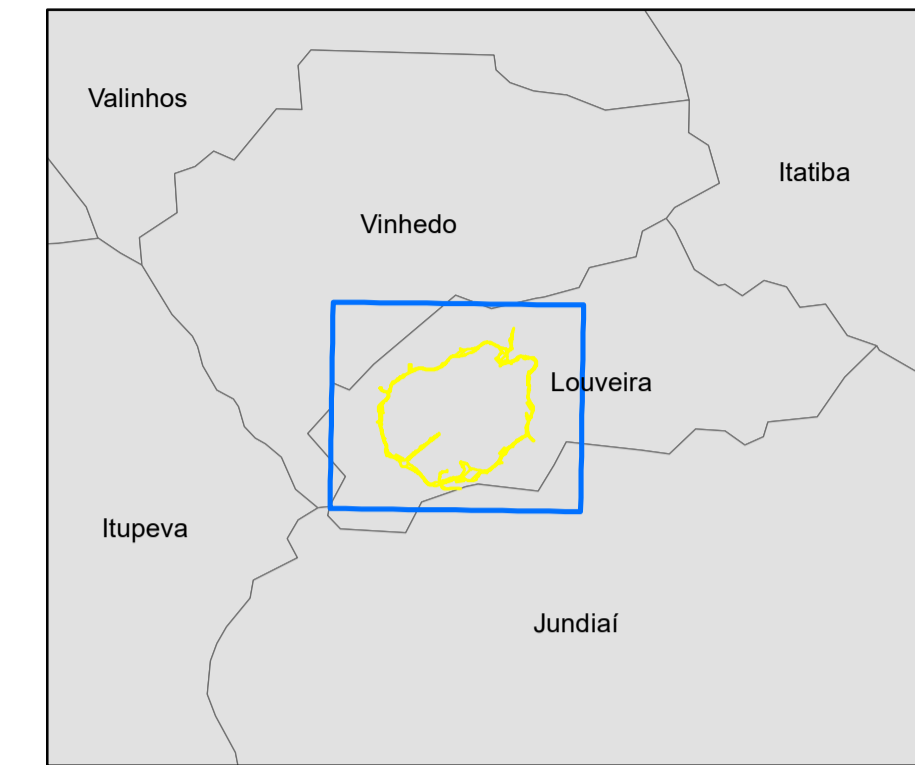 Valinhos
Itatiba
Vinhedo
Louveira
Itupeva
Jundiaí